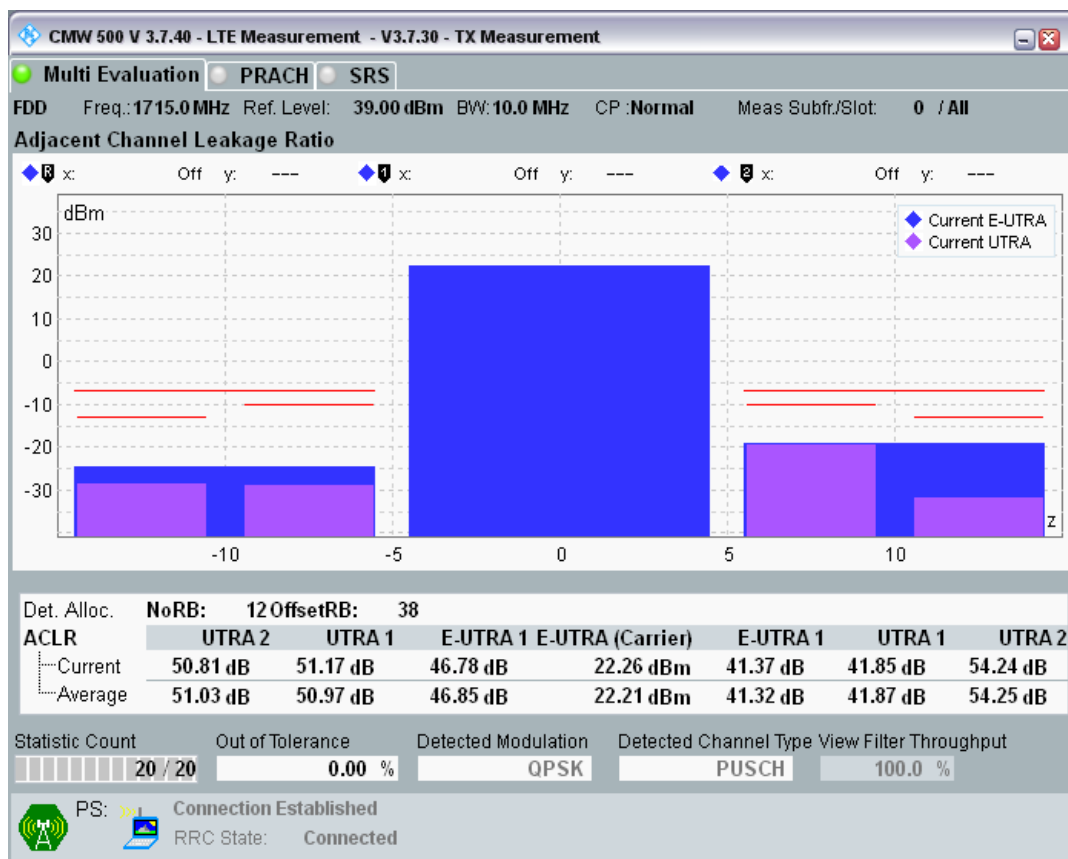 CMW 500 V 3.7.40 - LTE Measurement - V3.7.30 - TX Measurement
Multi Evaluation PRACH SRS
FDD Freq.: 1715.0 MHz Ref. Level: 39.00 dBm BW: 10.0 MHz CP :Normal Meas Subfr./Slot: 0 / All
Adjacent Channel Leakage Ratio
R x: Off y: --- 1 x: Off y: --- 2 x: Off y: ---
dBm
Current E-UTRA
Current UTRA
30
20
10
0
-10
-20
-30
z
-10 -5 0 5 10
Det. Alloc. NoRB: 12 OffsetRB: 38
ACLR UTRA 2 UTRA 1 E-UTRA 1 E-UTRA (Carrier) E-UTRA 1 UTRA 1 UTRA 2
Current 50.81 dB 51.17 dB 46.78 dB 22.26 dBm 41.37 dB 41.85 dB 54.24 dB
Average 51.03 dB 50.97 dB 46.85 dB 22.21 dBm 41.32 dB 41.87 dB 54.25 dB
Statistic Count Out of Tolerance Detected Modulation Detected Channel Type View Filter Throughput
20 / 20 0.00 % QPSK PUSCH 100.0 %
PS: Connection Established
RRC State: Connected